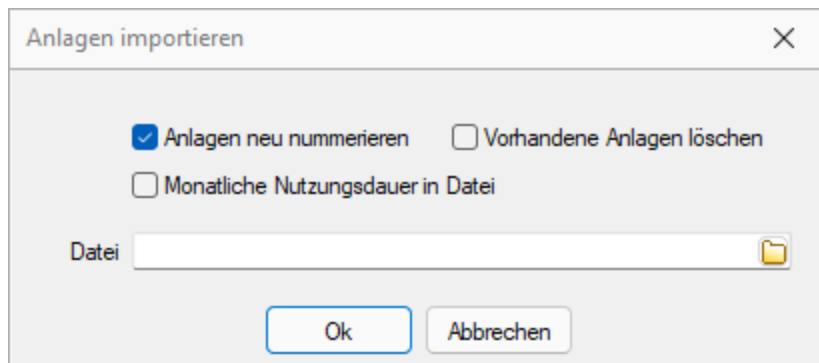 Anlagen importieren
Anlagen neu nummerieren Vorhandene Anlagen löschen
Monatliche Nutzungsdauer in Datei
Datei
Ok Abbrechen